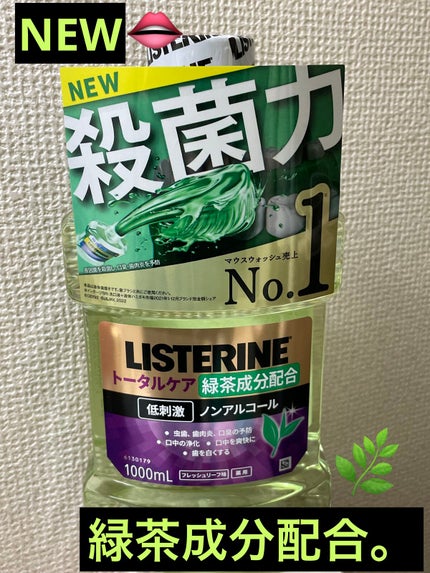 NEW
LISTERINE
NEW
殺菌力
マウスウォッシュ売上
No.1
LISTERINE
トータルケア 緑茶成分配合
低刺激 ノンアルコール
● 虫歯、歯肉炎、口臭の予防
● 口中の浄化 ● 口中を爽快に
● 歯を白くする
6130179
1000mL
フレッシュリーフ味 薬用
緑茶成分配合。